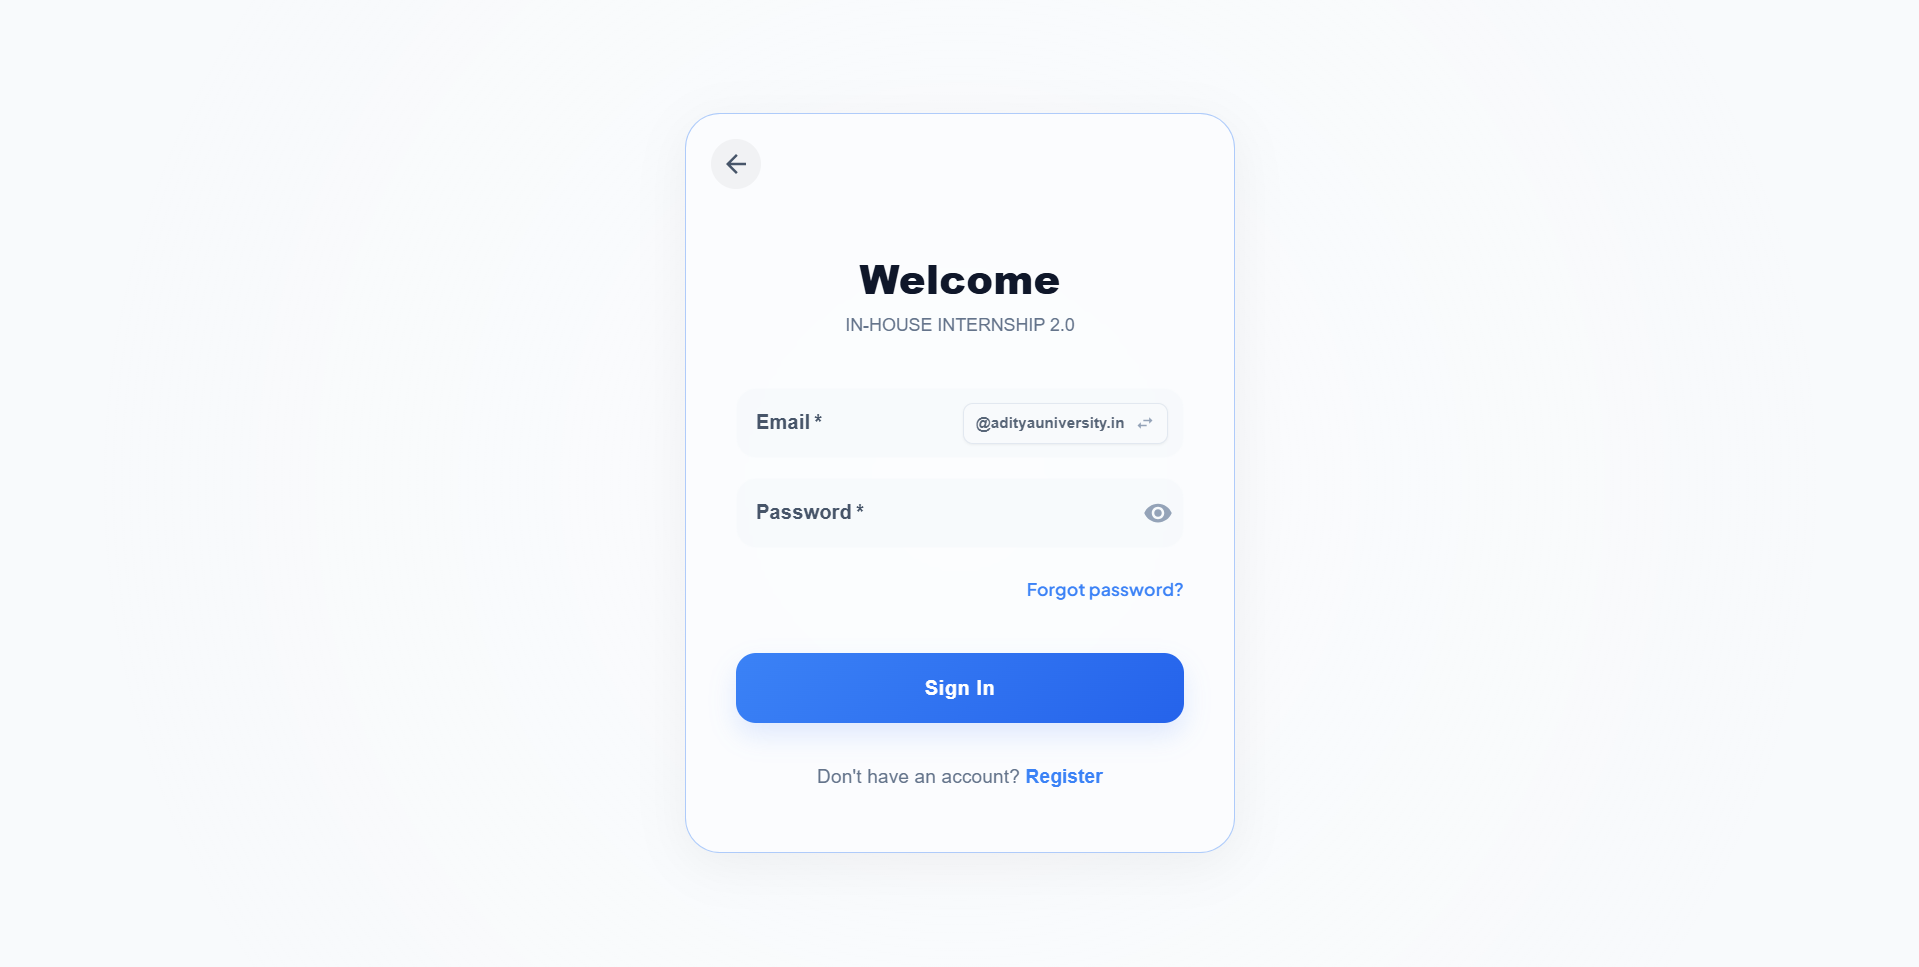 Welcome
IN-HOUSE INTERNSHIP 2.0
Email *
@adityauniversity.in
Password *
Forgot password?
Sign In
Don't have an account? Register